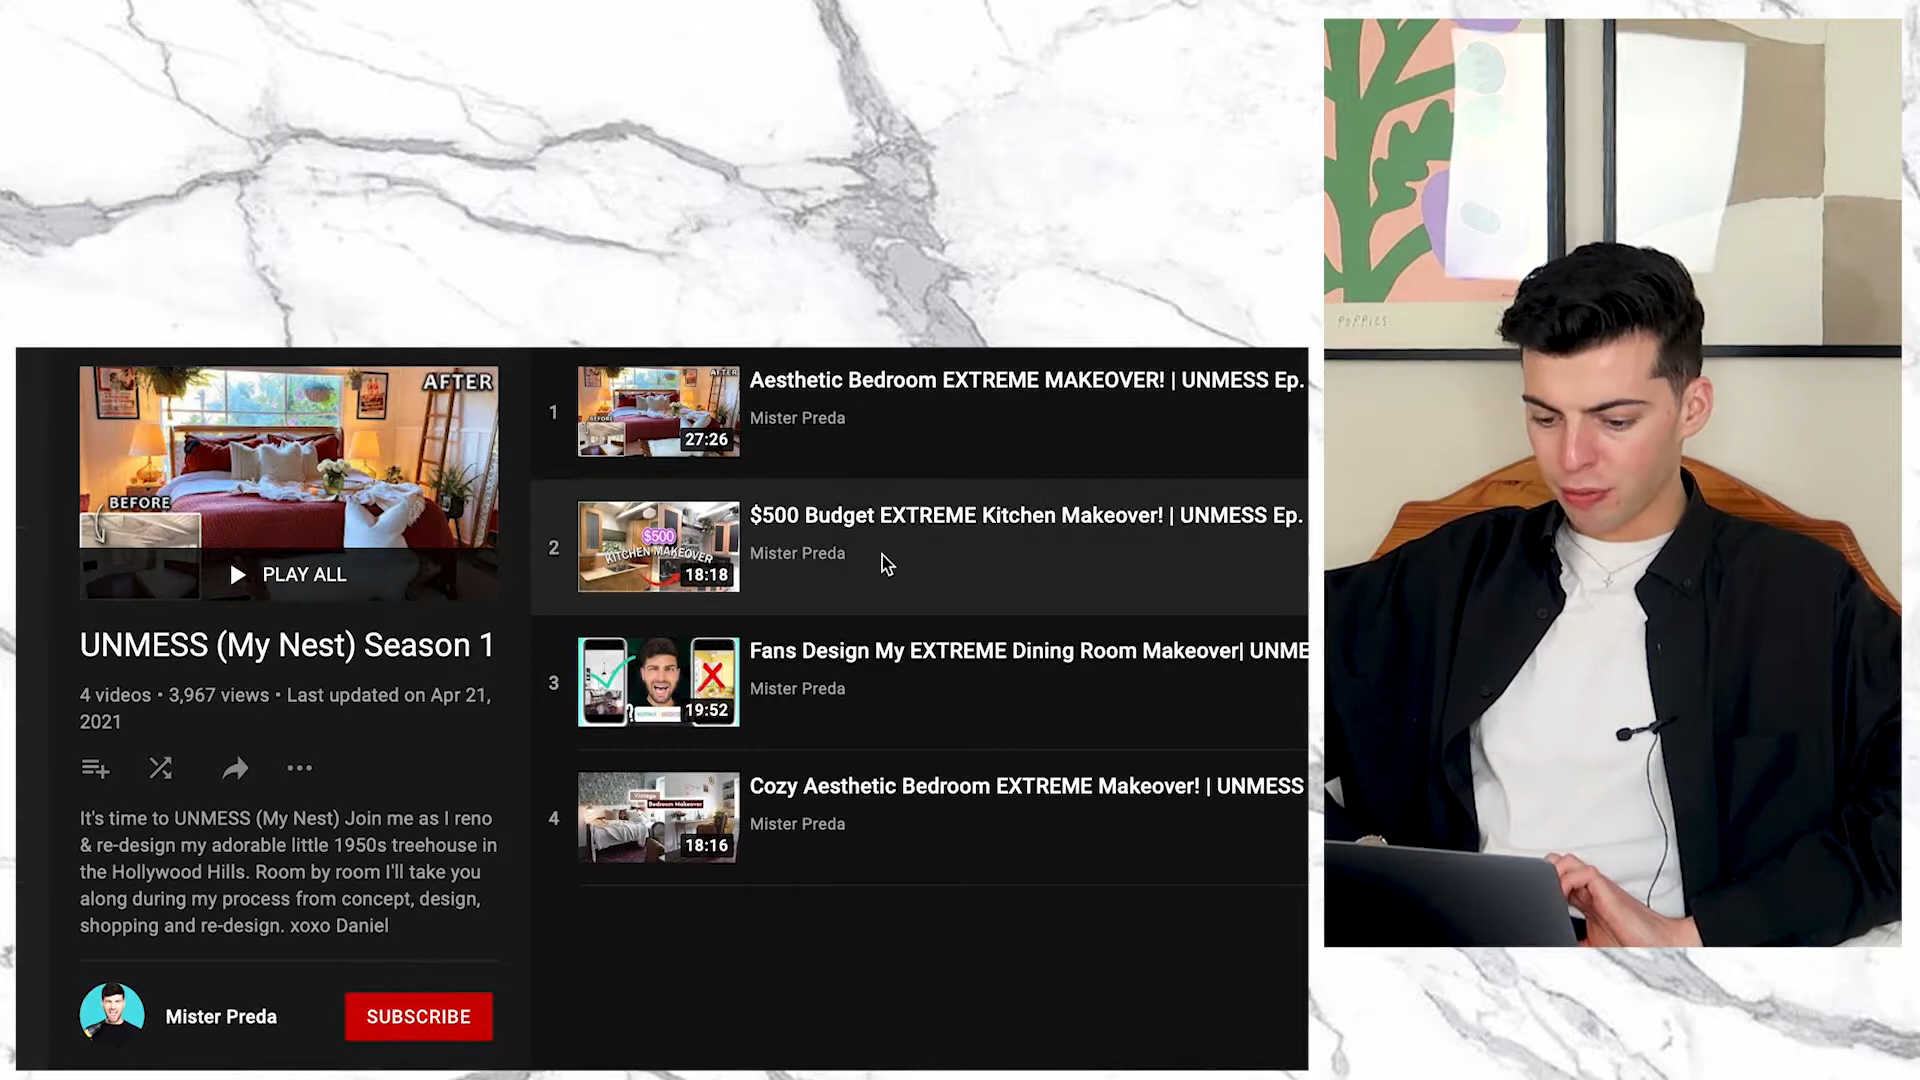 AFTER
BEFORE
PLAY ALL
UNMESS (My Nest) Season 1
4 videos • 3,967 views • Last updated on Apr 21,
2021
It's time to UNMESS (My Nest) Join me as I reno
& re-design my adorable little 1950s treehouse in
the Hollywood Hills. Room by room I'll take you
along during my process from concept, design,
shopping and re-design. xoxo Daniel
Mister Preda
SUBSCRIBE
1
AFTER
BEFORE
27:26
Aesthetic Bedroom EXTREME MAKEOVER! | UNMESS Ep.
Mister Preda
2
$500
KITCHEN MAKEOVER
18:18
$500 Budget EXTREME Kitchen Makeover! | UNMESS Ep.
Mister Preda
3
19:52
Fans Design My EXTREME Dining Room Makeover| UNME
Mister Preda
4
Vintage
Bedroom Makeover
18:16
Cozy Aesthetic Bedroom EXTREME Makeover! | UNMESS
Mister Preda
POPPIES